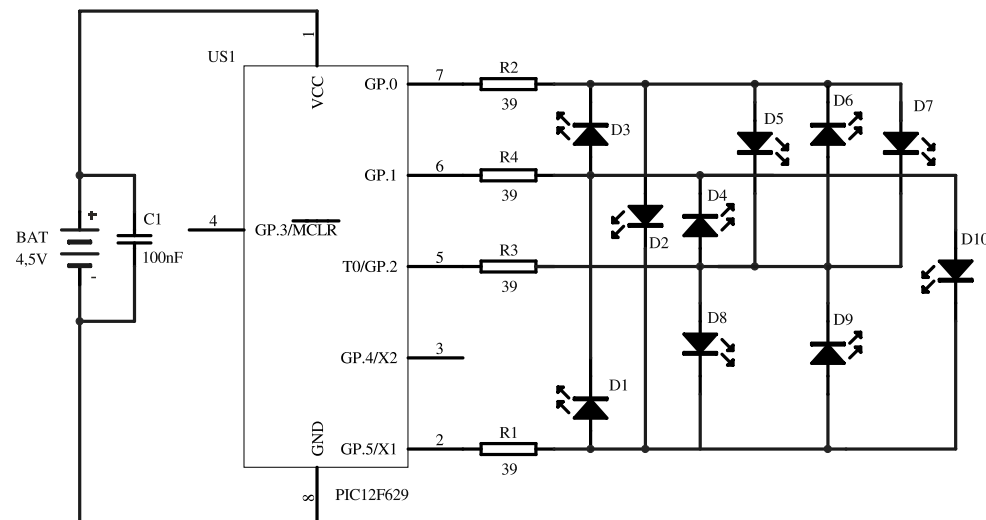 US1
1
VCC
GP.0
7
R2
39
D3
D5
D6
D7
GP.1
6
R4
39
D4
D2
D10
4
GP.3/MCLR
+
BAT
4,5V
-
C1
100nF
T0/GP.2
5
R3
39
D8
D9
GP.4/X2
3
D1
GND
GP.5/X1
2
R1
39
8
PIC12F629